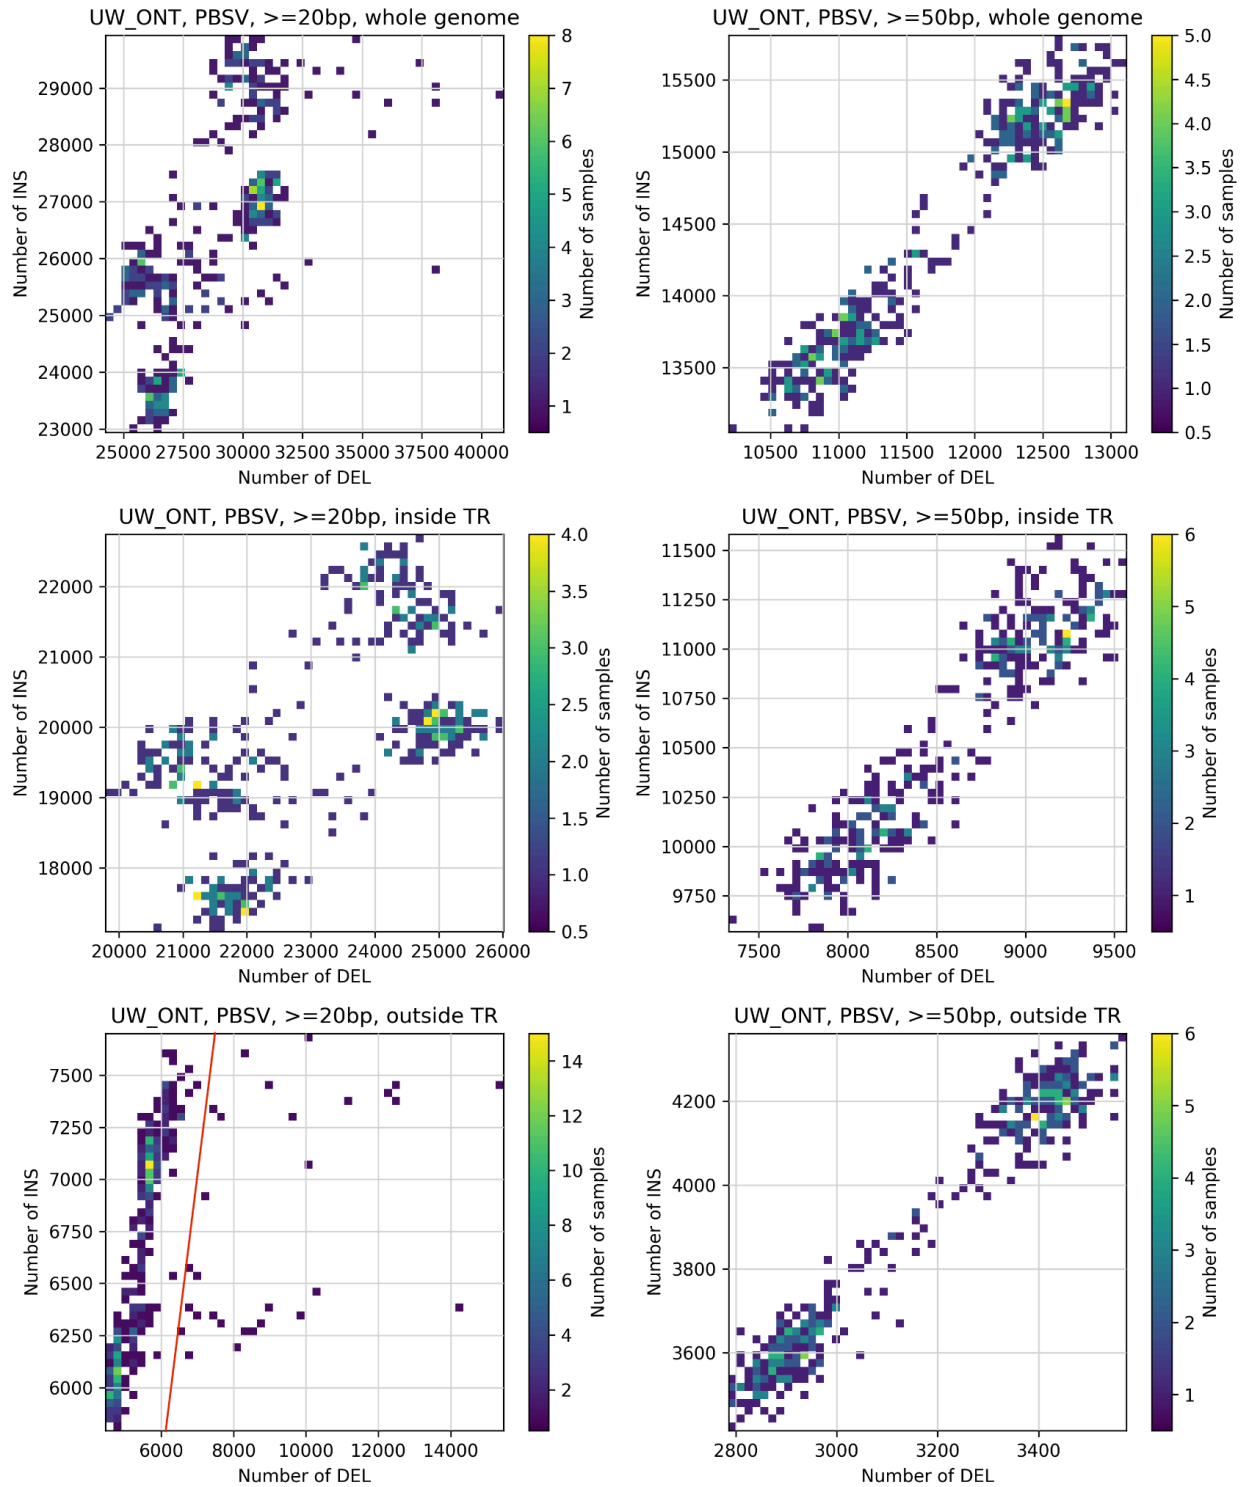 UW_ONT, PBSV, >=20bp, whole genome
29000
28000
27000
26000
25000
24000
23000
Number of INS
25000 27500 30000 32500 35000 37500 40000
Number of DEL
8
7
6
5
4
3
2
1
Number of samples
UW_ONT, PBSV, >=50bp, whole genome
15500
15000
14500
14000
13500
Number of INS
10500 11000 11500 12000 12500 13000
Number of DEL
5.0
4.5
4.0
3.5
3.0
2.5
2.0
1.5
1.0
0.5
Number of samples
UW_ONT, PBSV, >=20bp, inside TR
22000
21000
20000
19000
18000
Number of INS
20000 21000 22000 23000 24000 25000 26000
Number of DEL
4.0
3.5
3.0
2.5
2.0
1.5
1.0
0.5
Number of samples
UW_ONT, PBSV, >=50bp, inside TR
11500
11250
11000
10750
10500
10250
10000
9750
Number of INS
7500 8000 8500 9000 9500
Number of DEL
6
5
4
3
2
1
Number of samples
UW_ONT, PBSV, >=20bp, outside TR
7500
7250
7000
6750
6500
6250
6000
Number of INS
6000 8000 10000 12000 14000
Number of DEL
14
12
10
8
6
4
2
Number of samples
UW_ONT, PBSV, >=50bp, outside TR
4200
4000
3800
3600
Number of INS
2800 3000 3200 3400
Number of DEL
6
5
4
3
2
1
Number of samples